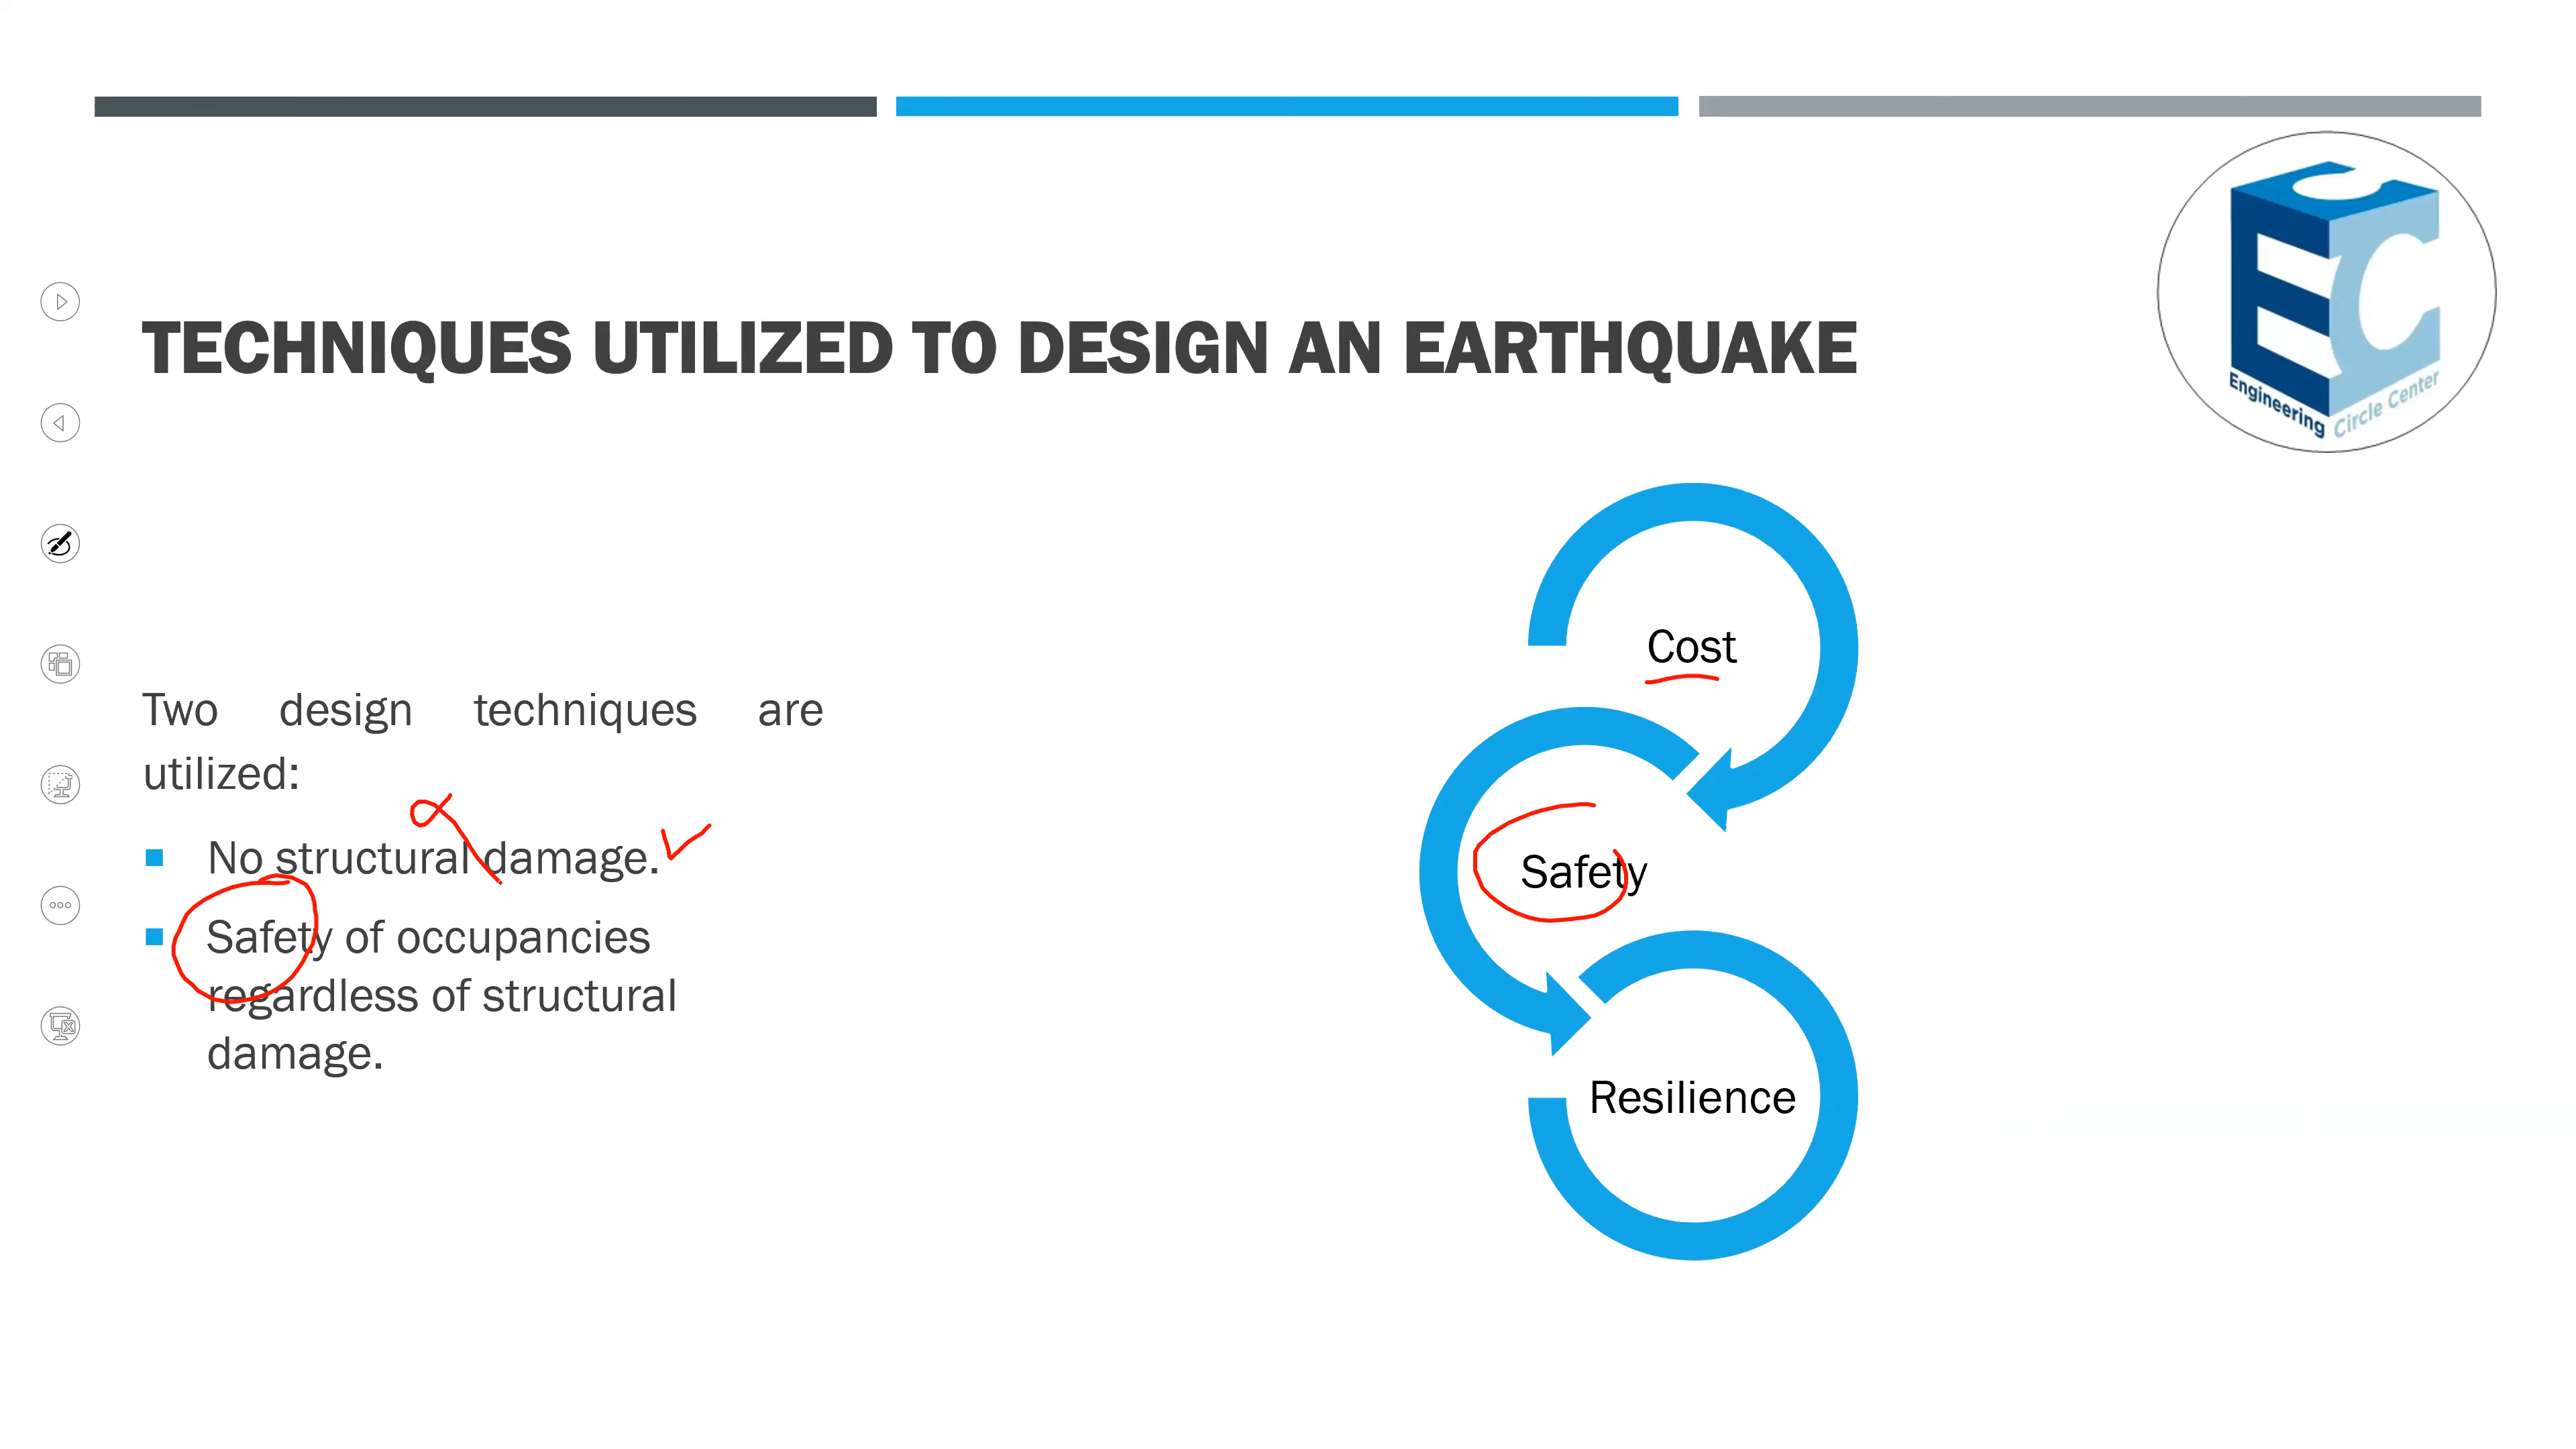 TECHNIQUES UTILIZED TO DESIGN AN EARTHQUAKE
Engineering Circle Center
Two design techniques are
utilized:
No structural damage.
Safety of occupancies
regardless of structural
damage.
Cost
Safety
Resilience